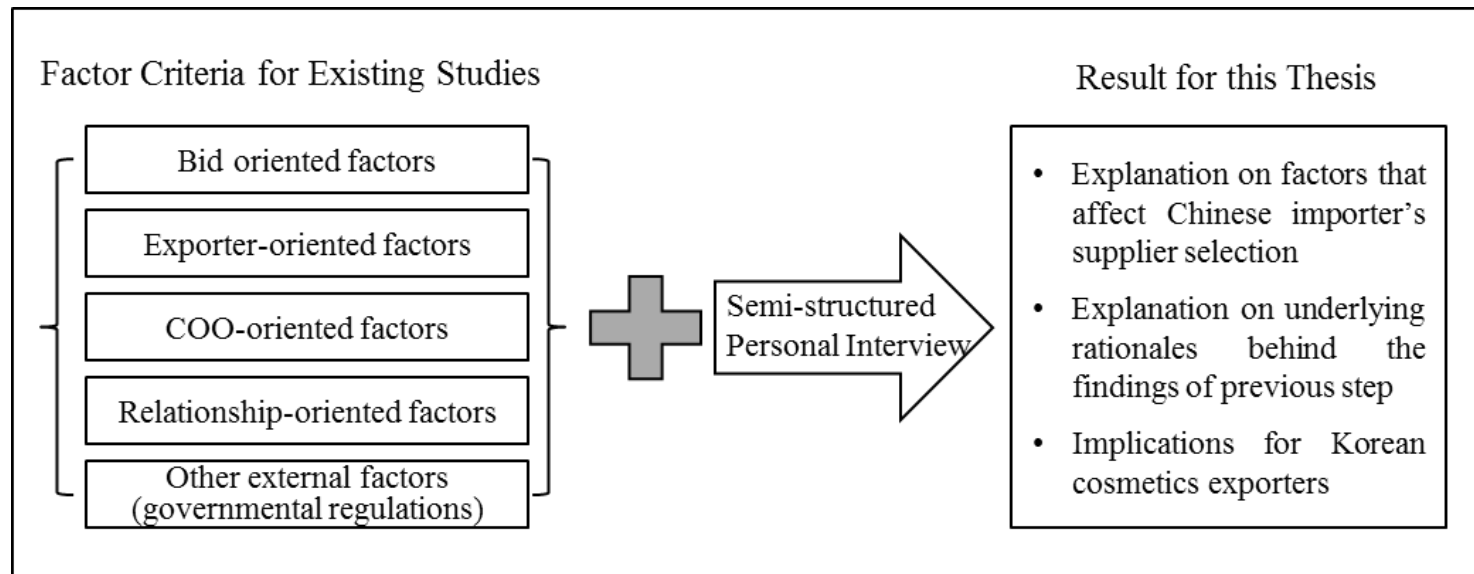 Factor Criteria for Existing Studies
Bid oriented factors
Exporter-oriented factors
COO-oriented factors
Relationship-oriented factors
Other external factors
(governmental regulations)
Semi-structured
Personal Interview
Result for this Thesis
• Explanation on factors that
affect Chinese importer’s
supplier selection
• Explanation on underlying
rationales behind the
findings of previous step
• Implications for Korean
cosmetics exporters